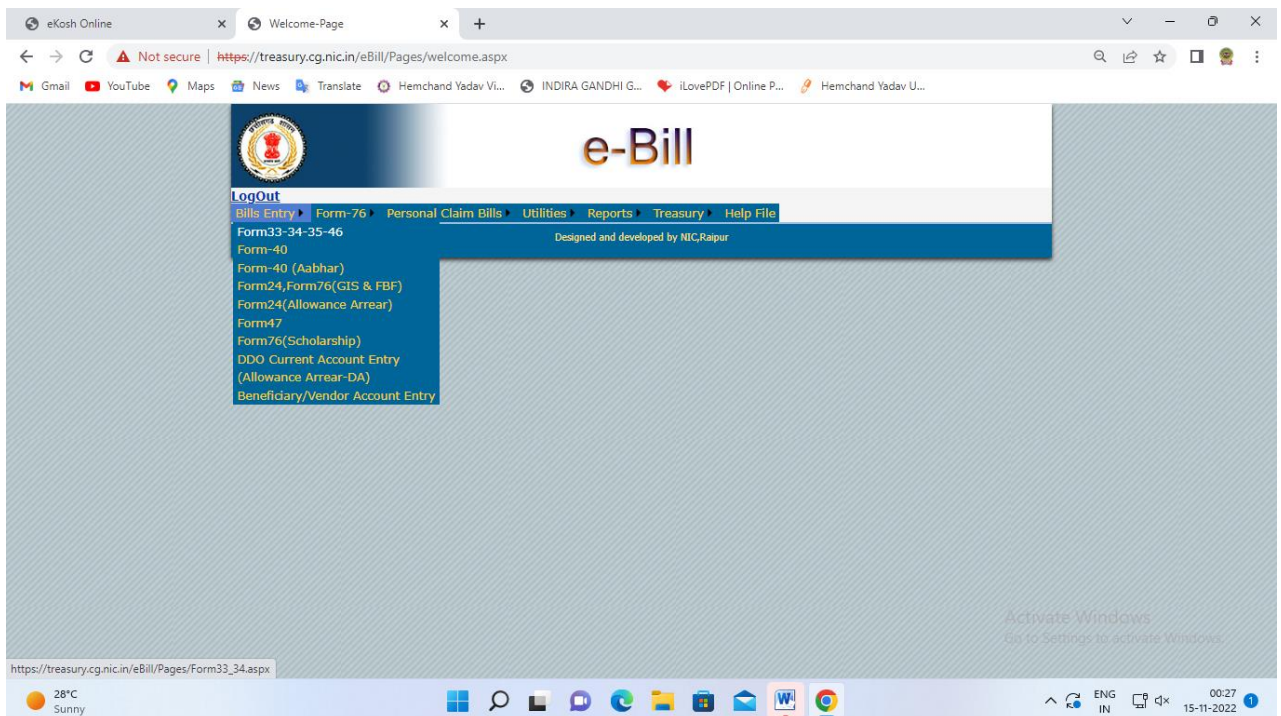 eKosh Online
Welcome-Page
Not secure | https://treasury.cg.nic.in/eBill/Pages/welcome.aspx
Gmail YouTube Maps News Translate Hemchand Yadav Vi... INDIRA GANDHI G... iLovePDF | Online P... Hemchand Yadav U...
e-Bill
LogOut
Bills Entry Form-76 Personal Claim Bills Utilities Reports Treasury Help File
Designed and developed by NIC,Raipur
Form33-34-35-46
Form-40
Form-40 (Aabhar)
Form24,Form76(GIS & FBF)
Form24(Allowance Arrear)
Form47
Form76(Scholarship)
DDO Current Account Entry
(Allowance Arrear-DA)
Beneficiary/Vendor Account Entry
Activate Windows
Go to Settings to activate Windows.
https://treasury.cg.nic.in/eBill/Pages/Form33_34.aspx
28°C
Sunny
ENG
IN
00:27
15-11-2022
1